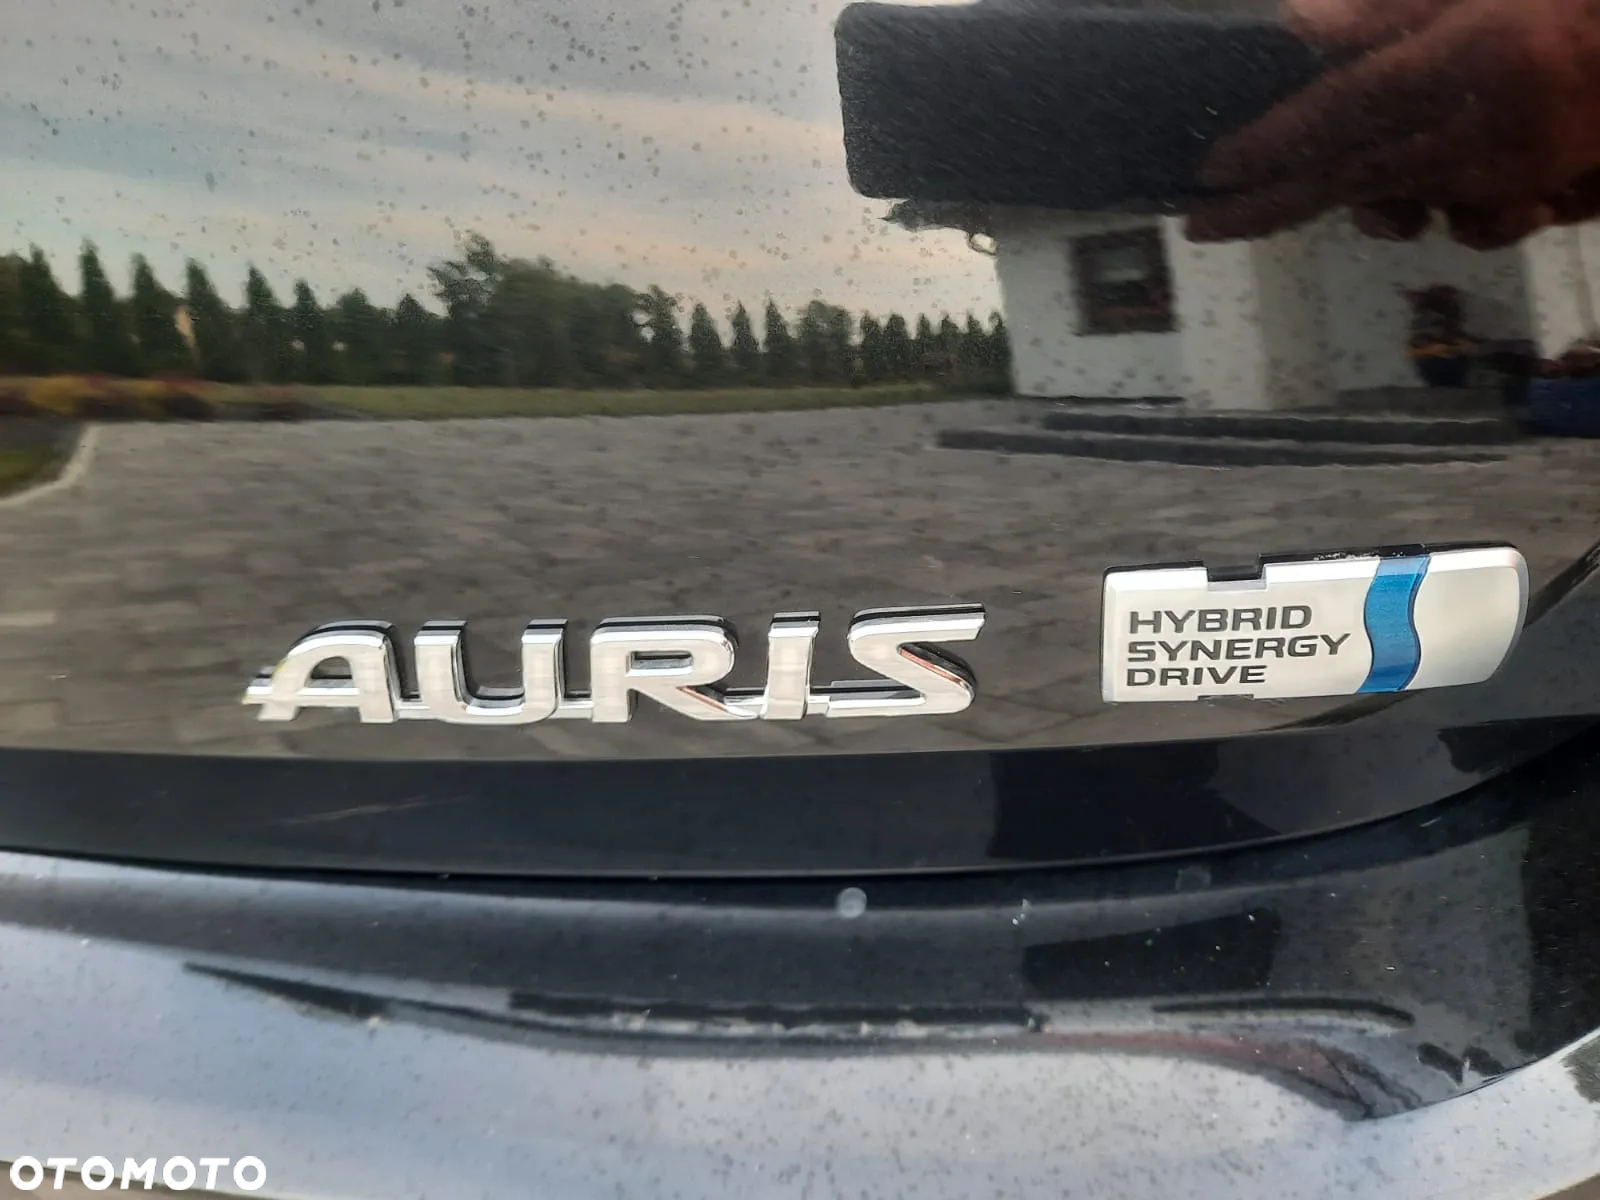 AURIS
HYBRID
SYNERGY
DRIVE
OTOMOTO